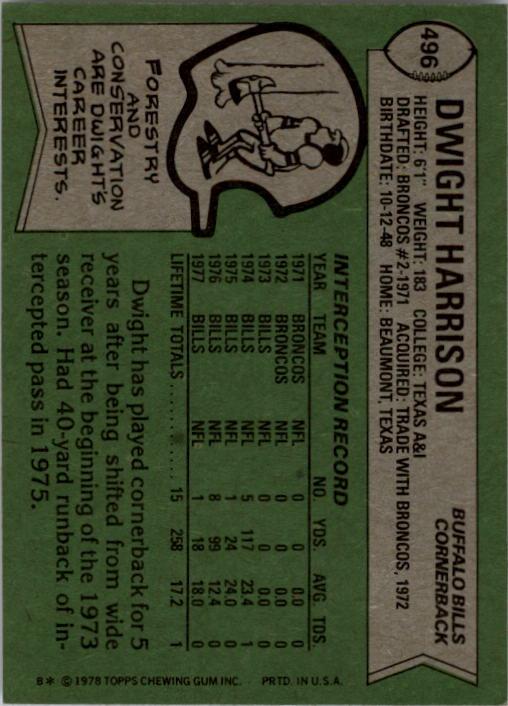 496
DWIGHT HARRISON
BUFFALO BILLS
CORNERBACK
HEIGHT: 6'1" WEIGHT: 183 COLLEGE: TEXAS A&I
DRAFTED: BRONCOS #2-1971 ACQUIRED: TRADE WITH BRONCOS, 1972
BIRTHDATE: 10-12-48 HOME: BEAUMONT, TEXAS
FORESTRY
AND
CONSERVATION
ARE DWIGHT'S
CAREER
INTERESTS.
INTERCEPTION RECORD
YEAR TEAM NO. YDS. AVG. TDS.
1971 BRONCOS NFL 0 0 0.0 0
1972 BRONCOS NFL 0 0 0.0 0
1973 BILLS NFL 0 0 0.0 0
1974 BILLS NFL 5 117 23.4 1
1975 BILLS NFL 1 24 24.0 0
1976 BILLS NFL 8 99 12.4 0
1977 BILLS NFL 1 18 18.0 0
LIFETIME TOTALS.......... 15 258 17.2 1
Dwight has played cornerback for 5
years after being shifted from wide
receiver at the beginning of the 1973
season. Had 40-yard runback of in-
tercepted pass in 1975.
B* © 1978 TOPPS CHEWING GUM INC. PRTD. IN U.S.A.